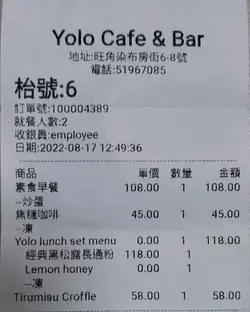 Yolo Cafe & Bar
地址:旺角染布房街6-8號
電話:51967085
枱號:6
訂單號:100004389
就餐人數:2
收銀員:employee
日期:2022-08-17 12:49:36
商品 單價 數量 金額
素食早餐 108.00 1 108.00
--炒蛋
焦糖咖啡 45.00 1 45.00
--凍
Yolo lunch set menu 0.00 1 118.00
經典黑松露長通粉 118.00 1
Lemon honey 0.00 1
--凍
Tirumisu Croffle 58.00 1 58.00